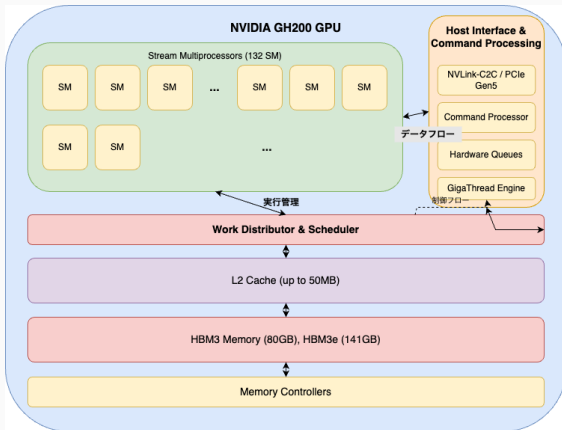 NVIDIA GH200 GPU
Stream Multiprocessors (132 SM)
SM
SM
SM
...
SM
SM
SM
SM
SM
...
Host Interface &
Command Processing
NVLink-C2C / PCIe
Gen5
Command Processor
Hardware Queues
GigaThread Engine
データフロー
実行管理
制御フロー
Work Distributor & Scheduler
L2 Cache (up to 50MB)
HBM3 Memory (80GB), HBM3e (141GB)
Memory Controllers